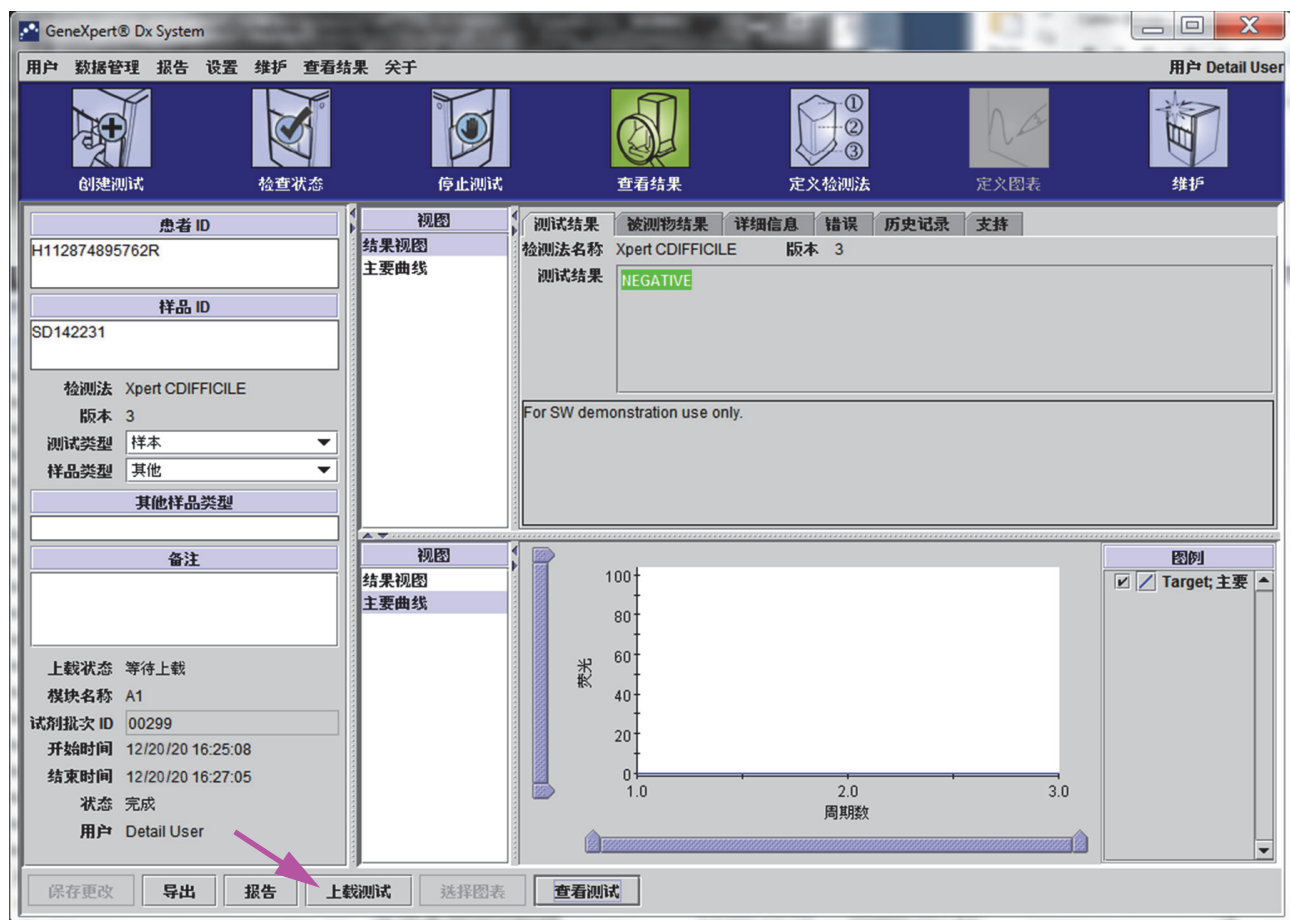 GeneXpert® Dx System
用户 数据管理 报告 设置 维护 查看结果 关于
用户 Detail User
① ② ③
创建测试 检查状态 停止测试 查看结果 定义检测法 定义图表 维护
患者 ID
H112874895762R
样品 ID
SD142231
检测法 Xpert CDIFFICILE
版本 3
测试类型 样本
样品类型 其他
其他样品类型
备注
上载状态 等待上载
模块名称 A1
试剂批次 ID 00299
开始时间 12/20/20 16:25:08
结束时间 12/20/20 16:27:05
状态 完成
用户 Detail User
视图
结果视图
主要曲线
测试结果 被测物结果 详细信息 错误 历史记录 支持
检测法名称 Xpert CDIFFICILE 版本 3
测试结果 NEGATIVE
For SW demonstration use only.
视图
结果视图
主要曲线
100
80
60
40
20
0
荧光
1.0 2.0 3.0
周期数
图例
Target; 主要
保存更改 导出 报告 上载测试 选择图表 查看测试